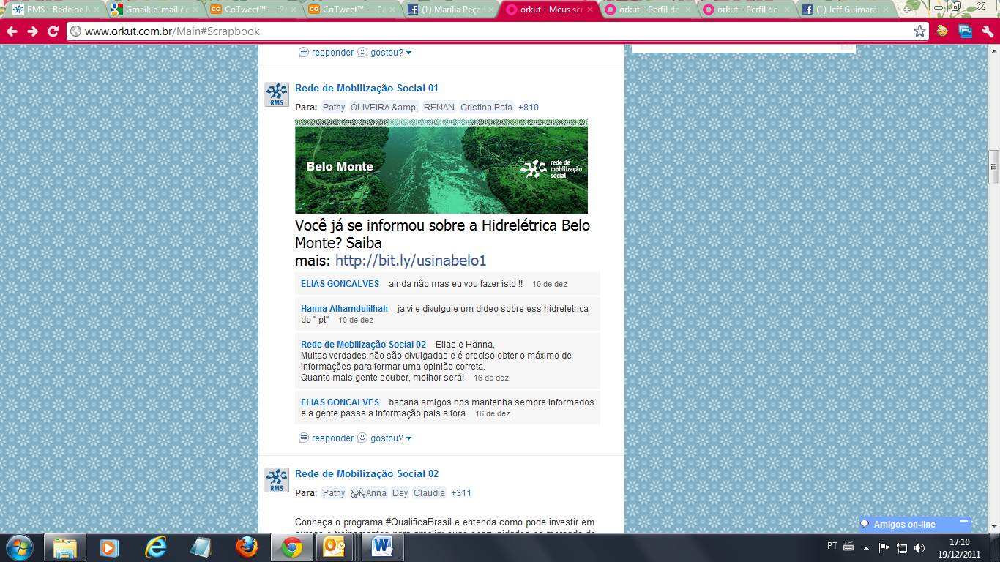 RMS - Rede de M
Gmail: e-mail do
CoTweet™ — Pa
CoTweet™ — Pa
(1) Marília Peçan
orkut - Meus scr
orkut - Perfil de
orkut - Perfil de
(1) Jeff Guimarãe
www.orkut.com.br/Main#Scrapbook
responder gostou?
RMS
Rede de Mobilização Social 01
Para: Pathy OLIVEIRA &amp; RENAN Cristina Pata +810
Belo Monte
rede de
mobilização
social
Você já se informou sobre a Hidrelétrica Belo
Monte? Saiba
mais: http://bit.ly/usinabelo1
ELIAS GONCALVES ainda não mas eu vou fazer isto !! 10 de dez
Hanna Alhamdulilhah ja vi e divulguie um dideo sobre ess hidreletrica
do " pt" 10 de dez
Rede de Mobilização Social 02 Elias e Hanna,
Muitas verdades não são divulgadas e é preciso obter o máximo de
informações para formar uma opinião correta.
Quanto mais gente souber, melhor será! 16 de dez
ELIAS GONCALVES bacana amigos nos mantenha sempre informados
e a gente passa a informação pais a fora 16 de dez
responder gostou?
RMS
Rede de Mobilização Social 02
Para: Pathy Anna Dey Claudia +311
Conheça o programa #QualificaBrasil e entenda como pode investir em
Amigos on-line
PT
17:10
19/12/2011